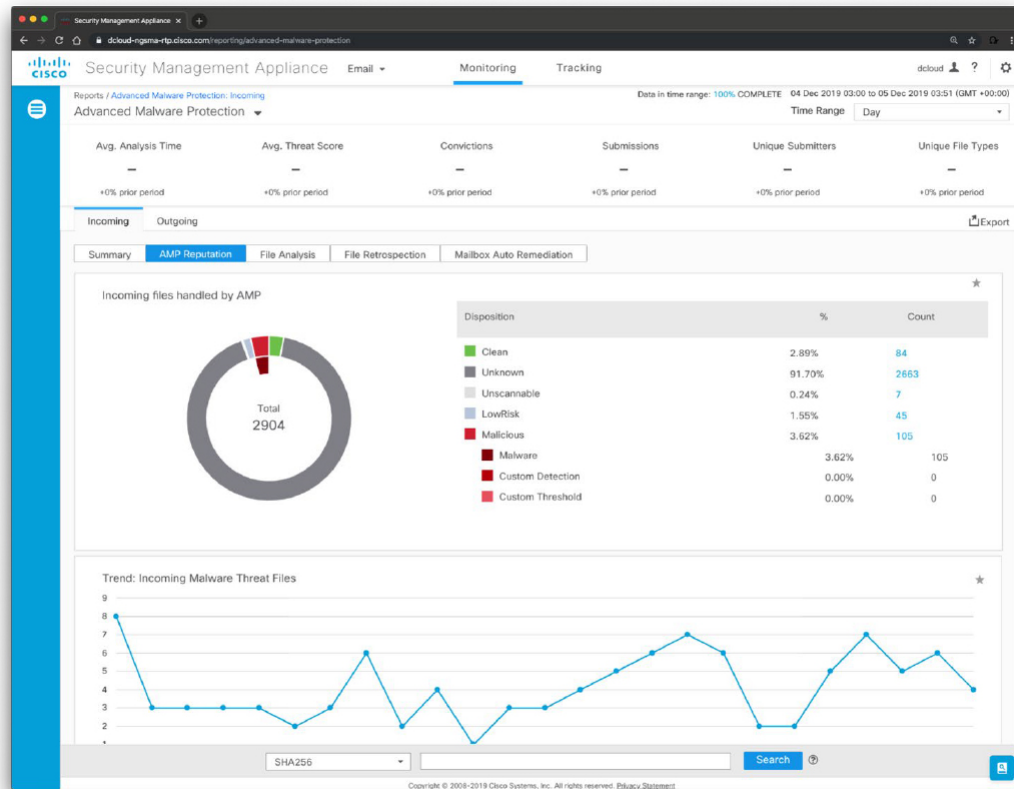 Security Management Appliance
dcloud-ngsma-rtp.cisco.com/reporting/advanced-malware-protection
CISCO Security Management Appliance Email Monitoring Tracking dcloud ?
Reports / Advanced Malware Protection: Incoming Data in time range: 100% COMPLETE 04 Dec 2019 03:00 to 05 Dec 2019 03:51 (GMT +00:00)
Advanced Malware Protection Time Range Day
Avg. Analysis Time Avg. Threat Score Convictions Submissions Unique Submitters Unique File Types
– – – – – –
+0% prior period +0% prior period +0% prior period +0% prior period +0% prior period +0% prior period
Incoming Outgoing Export
Summary AMP Reputation File Analysis File Retrospection Mailbox Auto Remediation
Incoming files handled by AMP
Disposition % Count
Clean 2.89% 84
Unknown 91.70% 2663
Unscannable 0.24% 7
LowRisk 1.55% 45
Malicious 3.62% 105
Malware 3.62% 105
Custom Detection 0.00% 0
Custom Threshold 0.00% 0
Total
2904
Trend: Incoming Malware Threat Files
9
8
7
6
5
4
3
2
1
SHA256 Search ?
Copyright © 2008-2019 Cisco Systems, Inc. All rights reserved. Privacy Statement